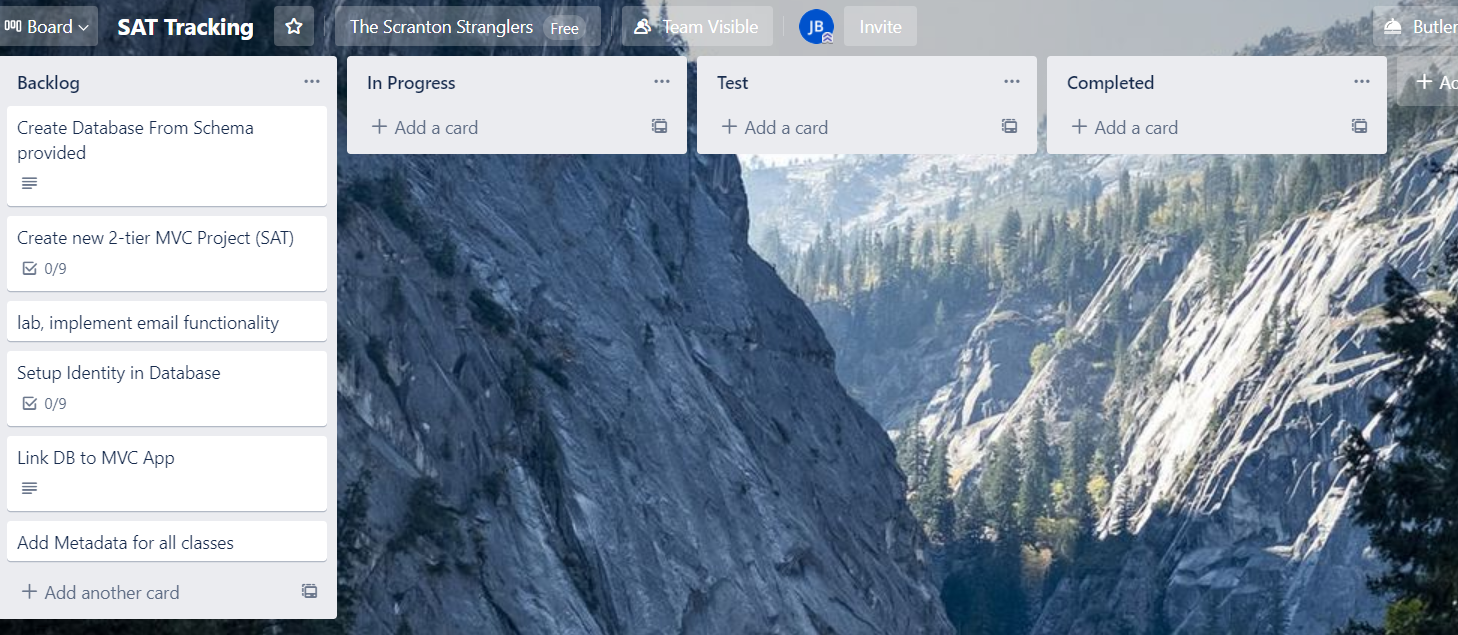 Board SAT Tracking The Scranton Stranglers Free Team Visible JB Invite
Backlog
Create Database From Schema
provided
Create new 2-tier MVC Project (SAT)
0/9
lab, implement email functionality
Setup Identity in Database
0/9
Link DB to MVC App
Add Metadata for all classes
+ Add another card
In Progress
+ Add a card
Test
+ Add a card
Completed
+ Add a card